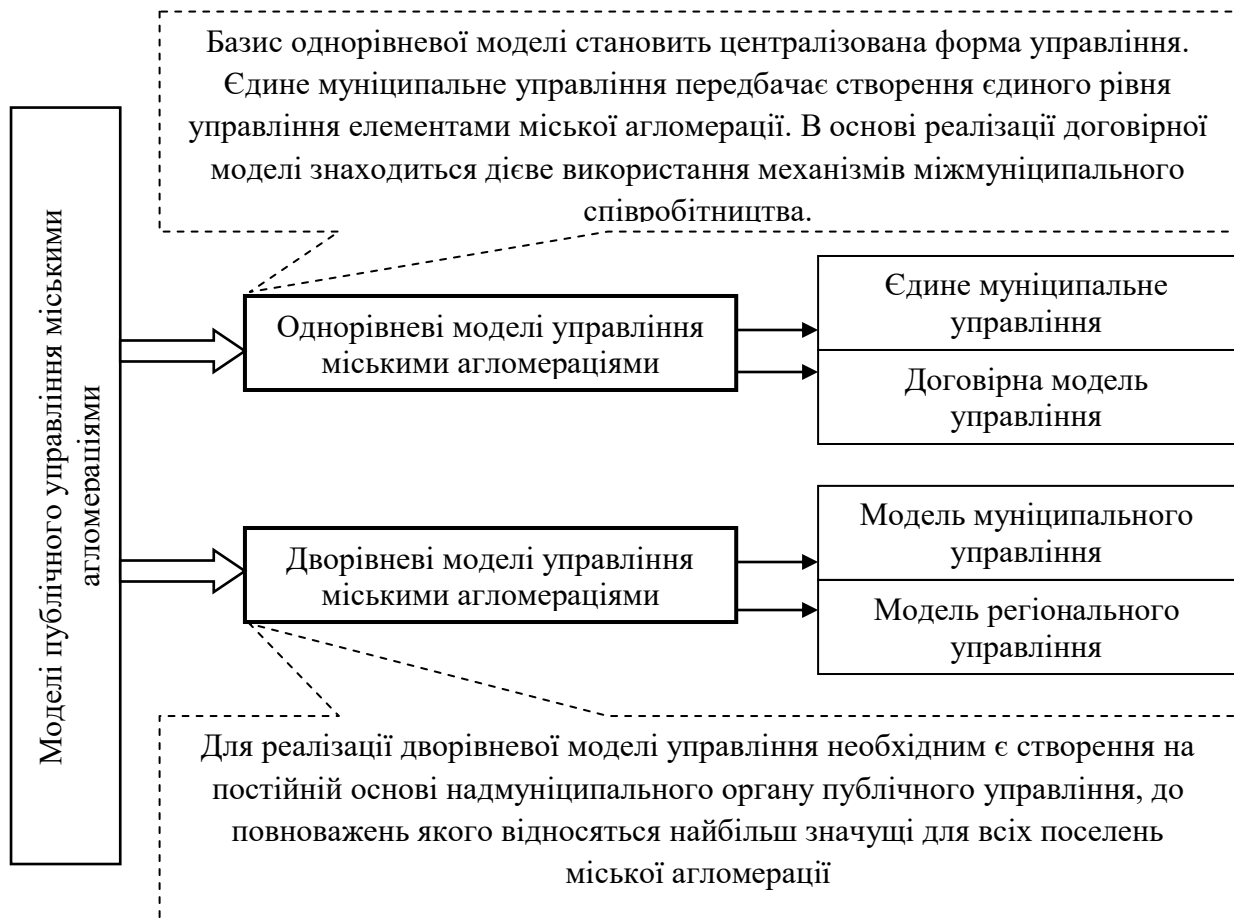 Базис однорівневої моделі становить централізована форма управління.
Єдине муніципальне управління передбачає створення єдиного рівня
управління елементами міської агломерації. В основі реалізації договірної
моделі знаходиться дієве використання механізмів міжмуніципального
співробітництва.
Моделі публічного управління міськими
агломераціями
Однорівневі моделі управління
міськими агломераціями
Єдине муніципальне
управління
Договірна модель
управління
Дворівневі моделі управління
міськими агломераціями
Модель муніципального
управління
Модель регіонального
управління
Для реалізації дворівневої моделі управління необхідним є створення на
постійній основі надмуніципального органу публічного управління, до
повноважень якого відносяться найбільш значущі для всіх поселень
міської агломерації